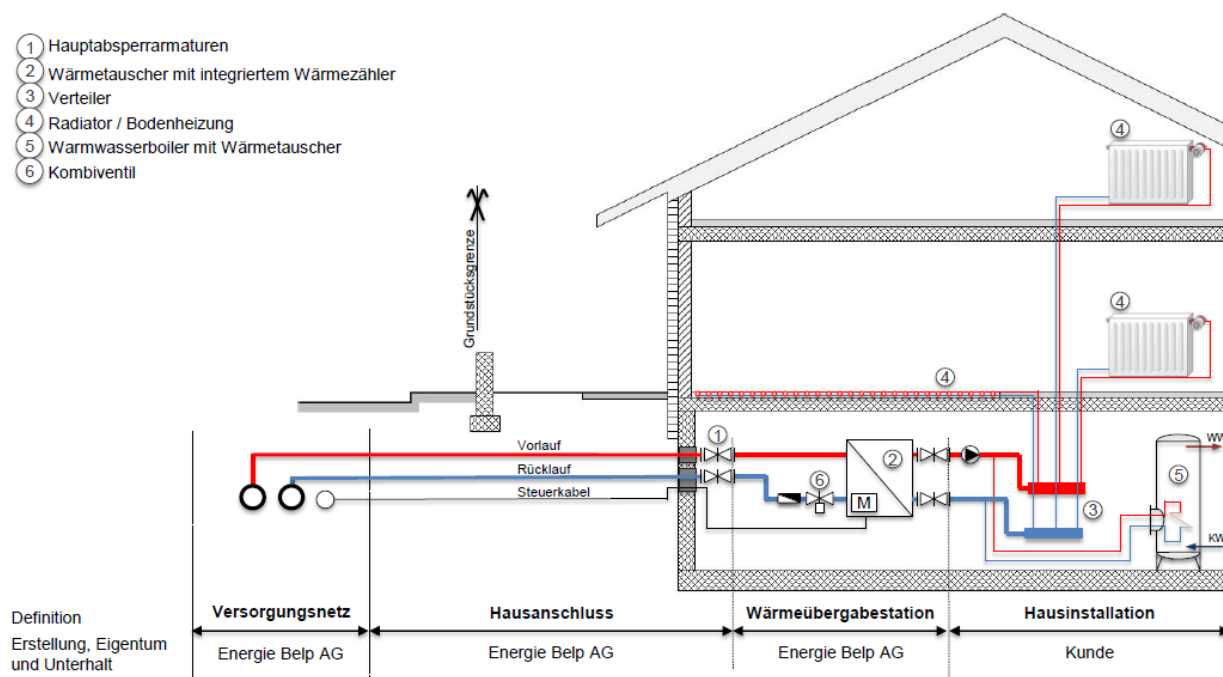 1 Hauptabsperrarmaturen
2 Wärmetauscher mit integriertem Wärmezähler
3 Verteiler
4 Radiator / Bodenheizung
5 Warmwasserboiler mit Wärmetauscher
6 Kombiventil
4
Grundstücksgrenze
4
4
Vorlauf
1
Rücklauf
2
6
Steuerkabel
M
3
5
KW
Definition
Versorgungsnetz
Hausanschluss
Wärmeübergabestation
Hausinstallation
Erstellung, Eigentum
und Unterhalt
Energie Belp AG
Energie Belp AG
Energie Belp AG
Kunde